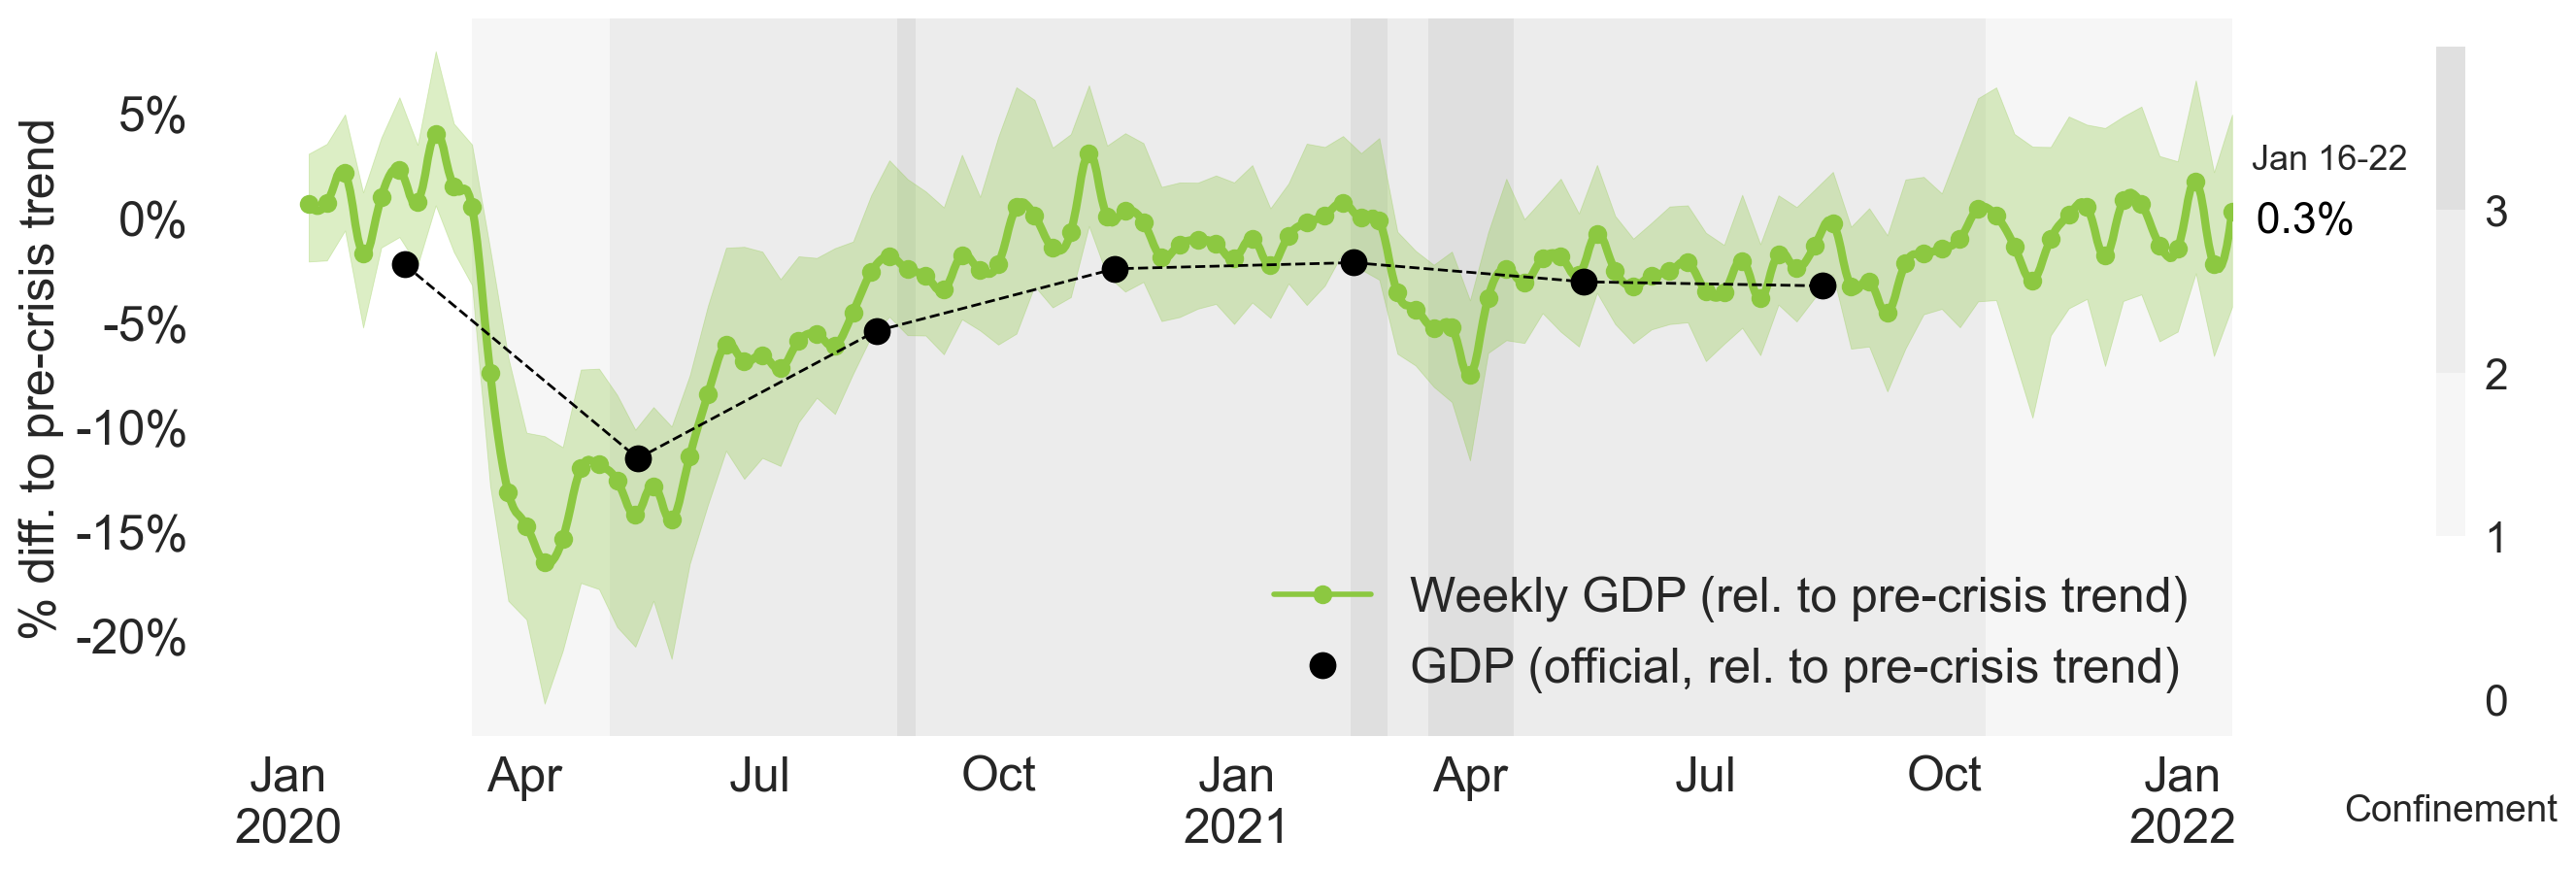 % diff. to pre-crisis trend
5%
0%
-5%
-10%
-15%
-20%
Jan 16-22
0.3%
3
2
1
0
Weekly GDP (rel. to pre-crisis trend)
GDP (official, rel. to pre-crisis trend)
Jan Apr Jul Oct Jan Apr Jul Oct Jan
2020 2021 2022
Confinement